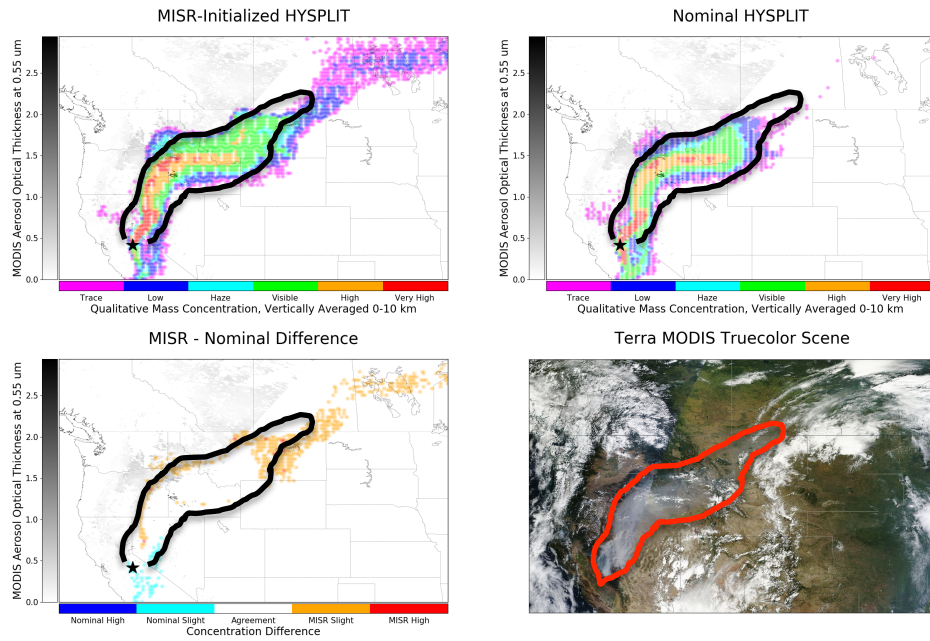 MISR-Initialized HYSPLIT
MODIS Aerosol Optical Thickness at 0.55 um
2.5
2.0
1.5
1.0
0.5
0.0
Trace Low Haze Visible High Very High
Qualitative Mass Concentration, Vertically Averaged 0-10 km
Nominal HYSPLIT
MODIS Aerosol Optical Thickness at 0.55 um
2.5
2.0
1.5
1.0
0.5
0.0
Trace Low Haze Visible High Very High
Qualitative Mass Concentration, Vertically Averaged 0-10 km
MISR - Nominal Difference
MODIS Aerosol Optical Thickness at 0.55 um
2.5
2.0
1.5
1.0
0.5
0.0
Nominal High Nominal Slight Agreement MISR Slight MISR High
Concentration Difference
Terra MODIS Truecolor Scene